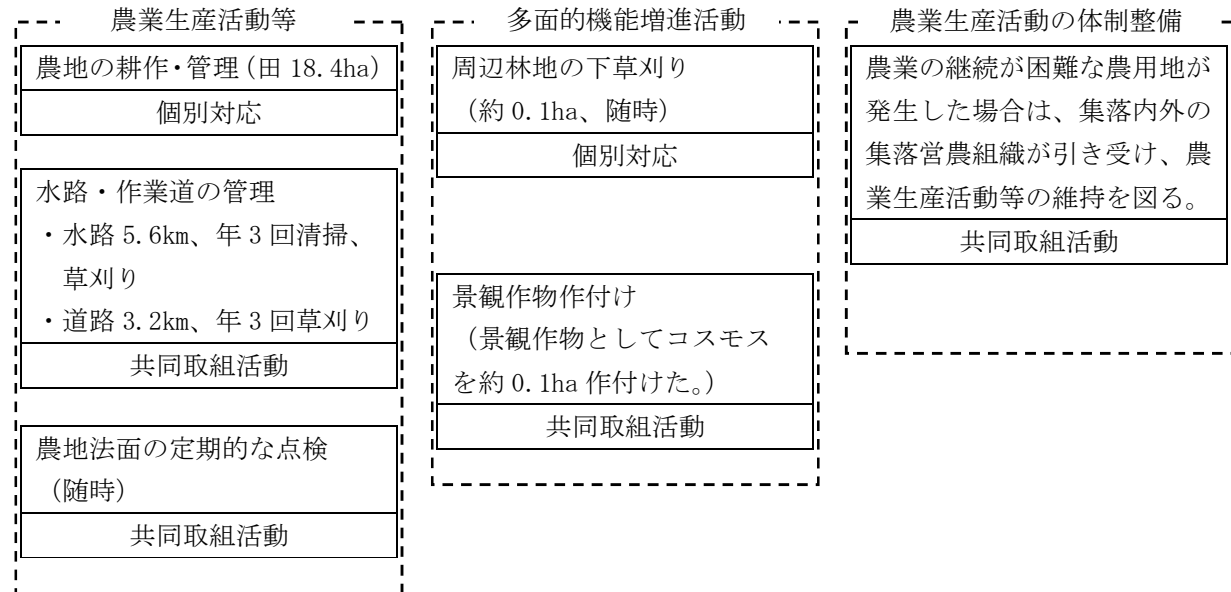 農業生産活動等
農地の耕作・管理（田 18.4ha）
個別対応
水路・作業道の管理
・水路 5.6km、年 3 回清掃、
草刈り
・道路 3.2km、年 3 回草刈り
共同取組活動
農地法面の定期的な点検
（随時）
共同取組活動
多面的機能増進活動
周辺林地の下草刈り
（約 0.1ha、随時）
個別対応
景観作物作付け
（景観作物としてコスモス
を約 0.1ha 作付けた。）
共同取組活動
農業生産活動の体制整備
農業の継続が困難な農用地が
発生した場合は、集落内外の
集落営農組織が引き受け、農
業生産活動等の維持を図る。
共同取組活動